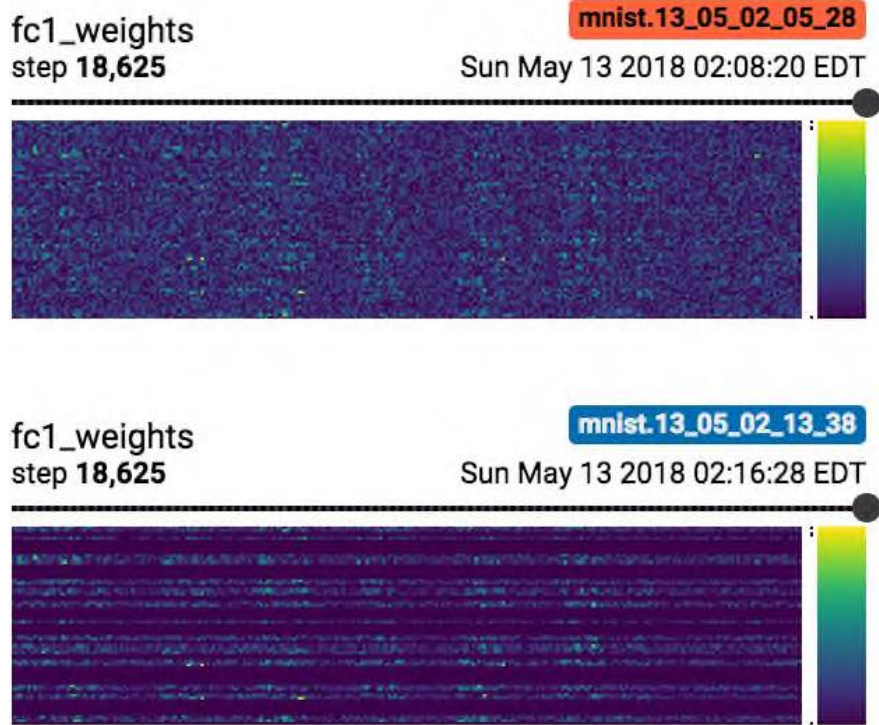 fc1_weights
mnist.13_05_02_05_28
step 18,625
Sun May 13 2018 02:08:20 EDT
fc1_weights
mnist.13_05_02_13_38
step 18,625
Sun May 13 2018 02:16:28 EDT